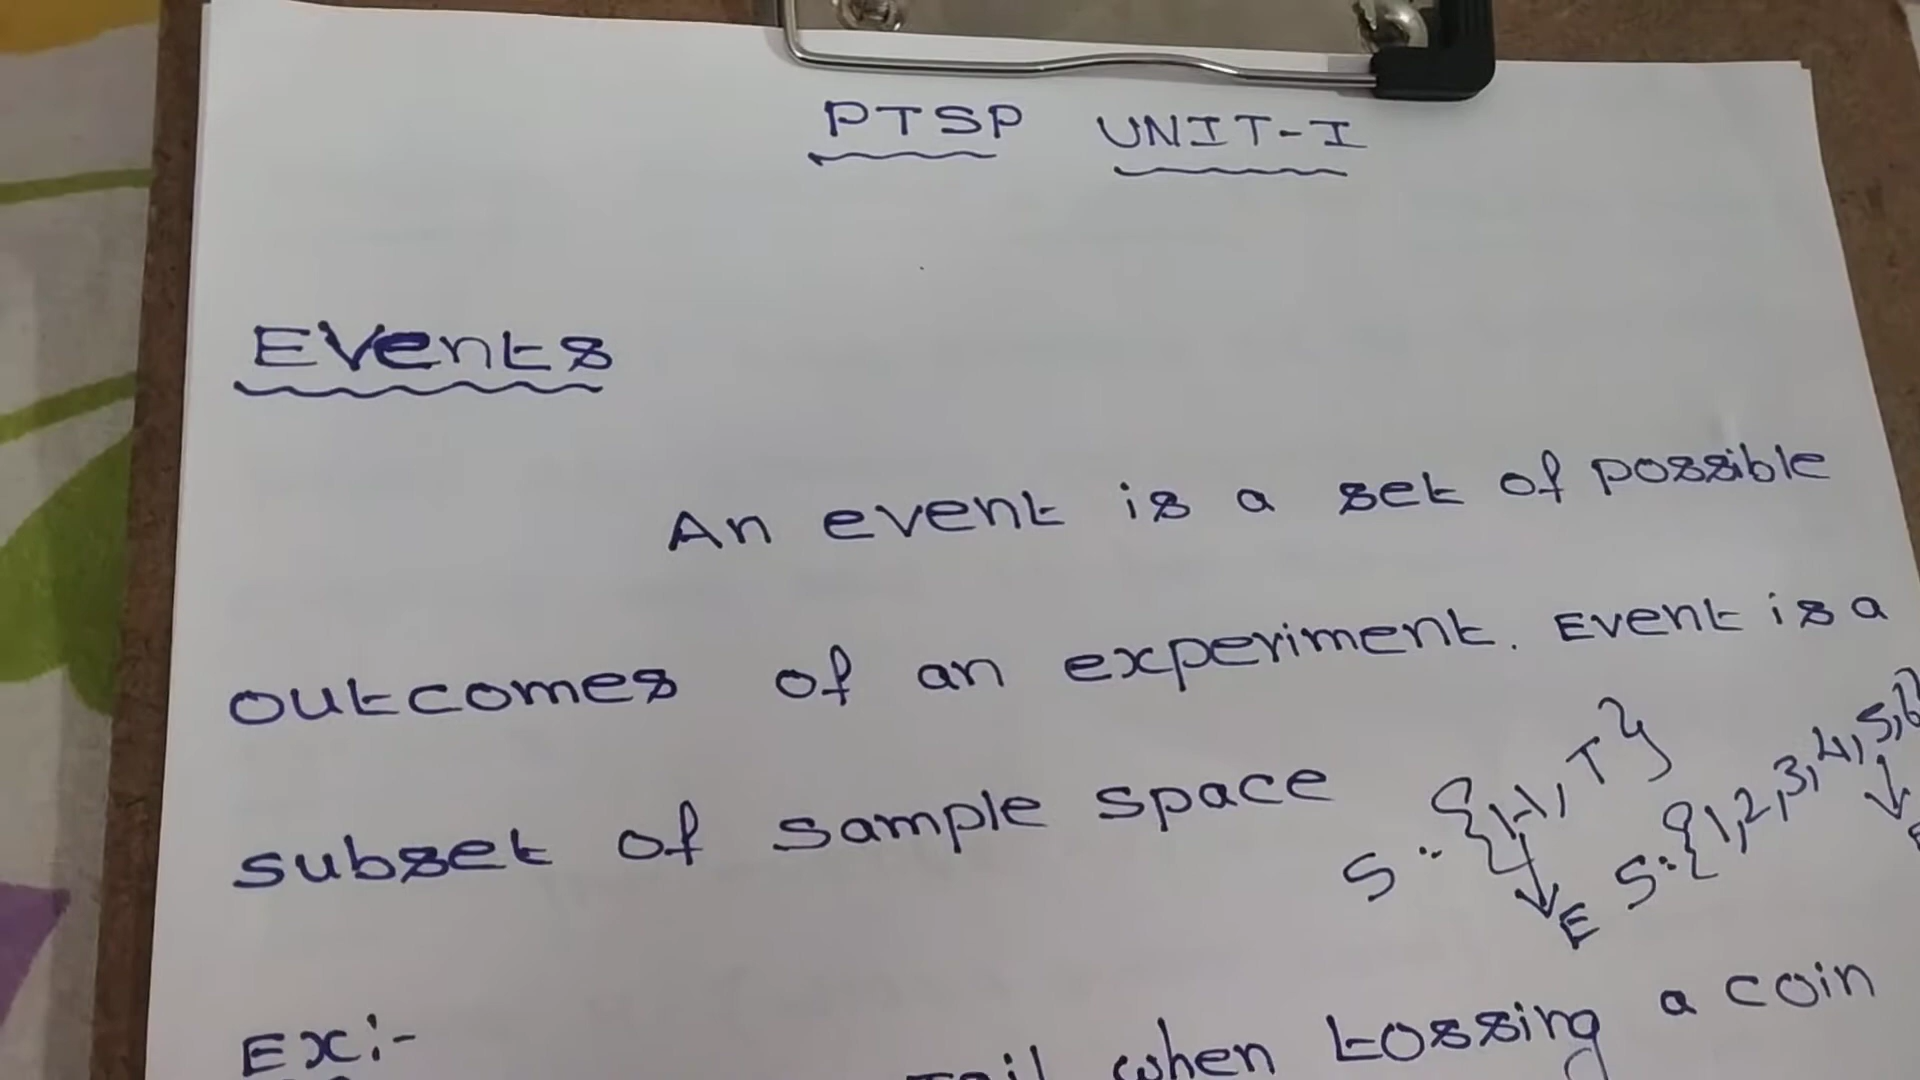 PTSP UNIT-I
Events
An event is a set of possible
outcomes of an experiment. Event is a
subset of sample space
S:{H,T}
E
S:{1,2,3,4,5,6}
Ex:-
Tail when tossing a coin